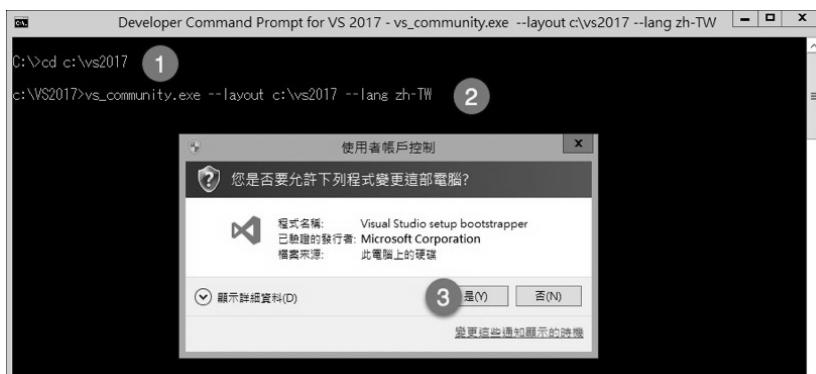 Developer Command Prompt for VS 2017 - vs_community.exe --layout c:\vs2017 --lang zh-TW
C:\>cd c:\vs2017
1
c:\VS2017>vs_community.exe --layout c:\vs2017 --lang zh-TW
2
使用者帳戶控制
您是否要允許下列程式變更這部電腦?
程式名稱: Visual Studio setup bootstrapper
已驗證的發行者: Microsoft Corporation
檔案來源: 此電腦上的硬碟
顯示詳細資料(D)
3
是(Y)
否(N)
變更這些通知顯示的時機